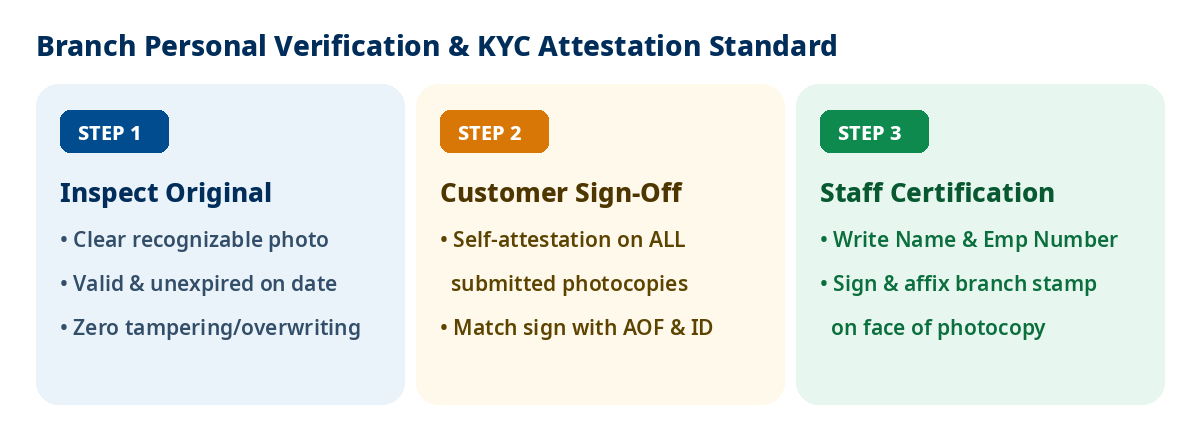 Branch Personal Verification & KYC Attestation Standard
STEP 1
Inspect Original
• Clear recognizable photo
• Valid & unexpired on date
• Zero tampering/overwriting
STEP 2
Customer Sign-Off
• Self-attestation on ALL
submitted photocopies
• Match sign with AOF & ID
STEP 3
Staff Certification
• Write Name & Emp Number
• Sign & affix branch stamp
on face of photocopy